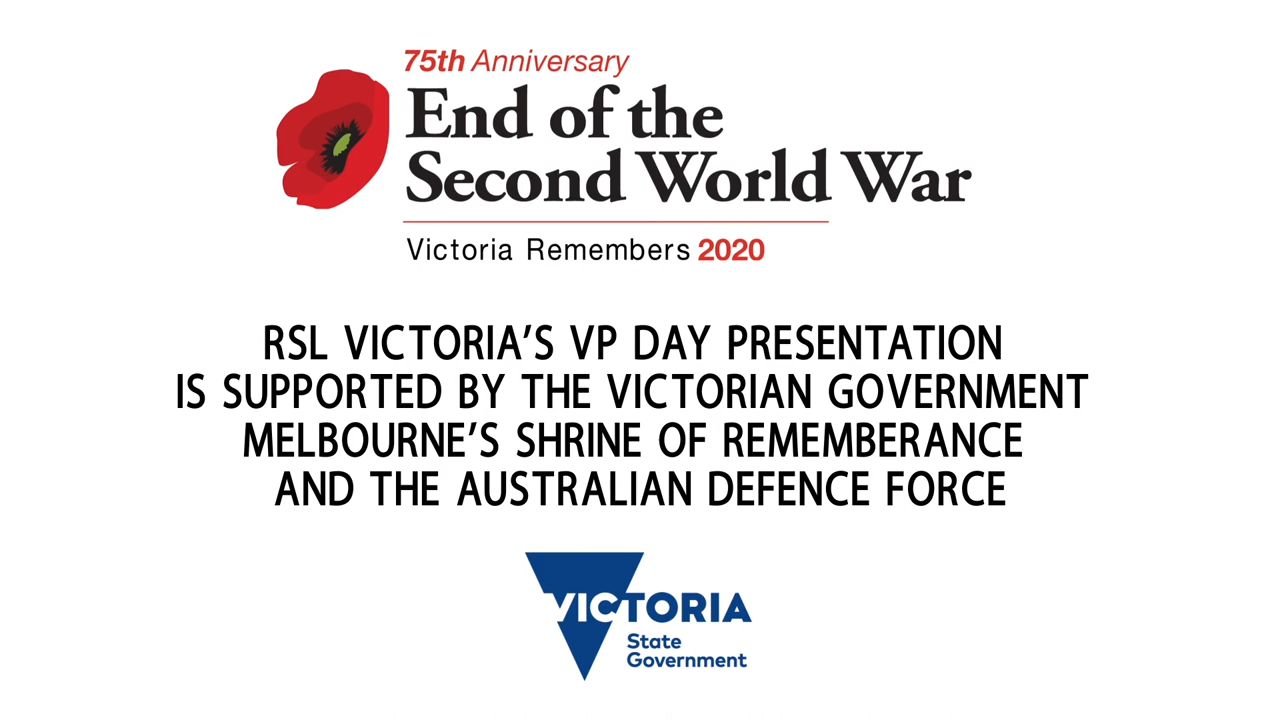 75th Anniversary
End of the
Second World War
Victoria Remembers 2020
RSL VICTORIA'S VP DAY PRESENTATION
IS SUPPORTED BY THE VICTORIAN GOVERNMENT
MELBOURNE'S SHRINE OF REMEMBERANCE
AND THE AUSTRALIAN DEFENCE FORCE
VICTORIA
State
Government